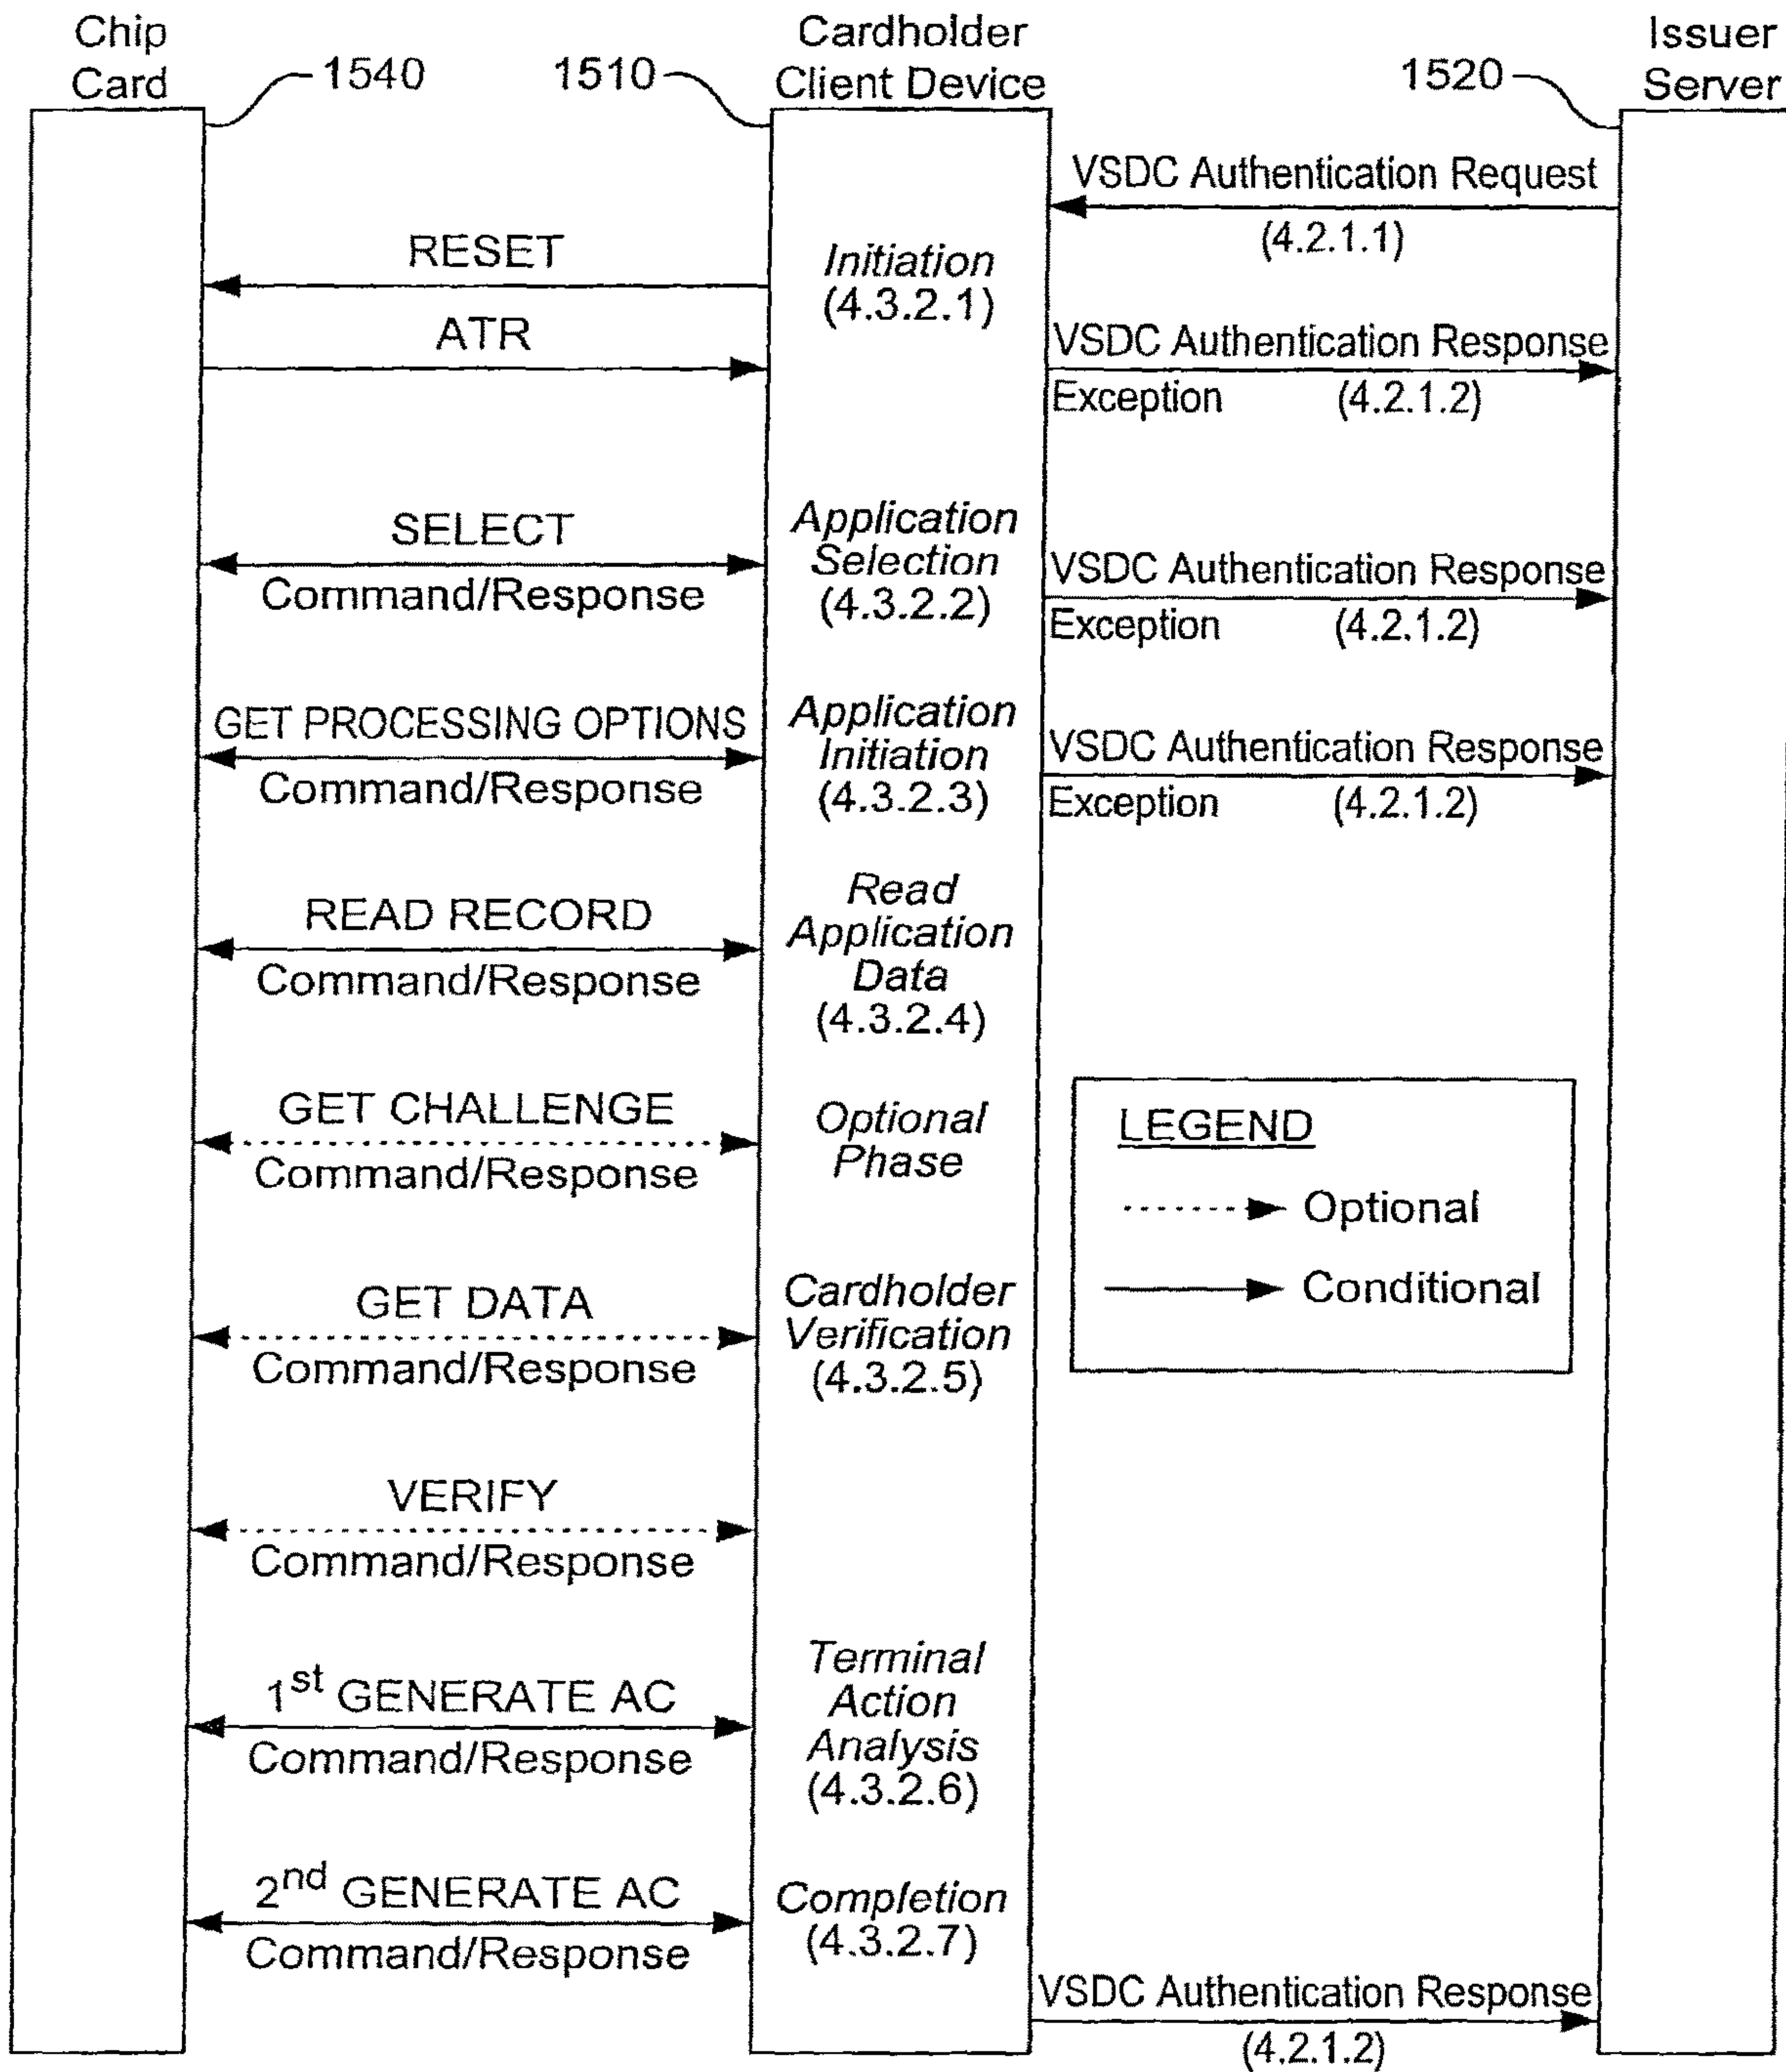 Chip
Card
1540
1510
Cardholder
Client Device
1520
Issuer
Server
VSDC Authentication Request
(4.2.1.1)
RESET
Initiation
(4.3.2.1)
ATR
VSDC Authentication Response
Exception (4.2.1.2)
SELECT
Command/Response
Application
Selection
(4.3.2.2)
VSDC Authentication Response
Exception (4.2.1.2)
GET PROCESSING OPTIONS
Command/Response
Application
Initiation
(4.3.2.3)
VSDC Authentication Response
Exception (4.2.1.2)
READ RECORD
Command/Response
Read
Application
Data
(4.3.2.4)
GET CHALLENGE
Command/Response
Optional
Phase
LEGEND
Optional
Conditional
GET DATA
Command/Response
Cardholder
Verification
(4.3.2.5)
VERIFY
Command/Response
1st GENERATE AC
Command/Response
Terminal
Action
Analysis
(4.3.2.6)
2nd GENERATE AC
Command/Response
Completion
(4.3.2.7)
VSDC Authentication Response
(4.2.1.2)